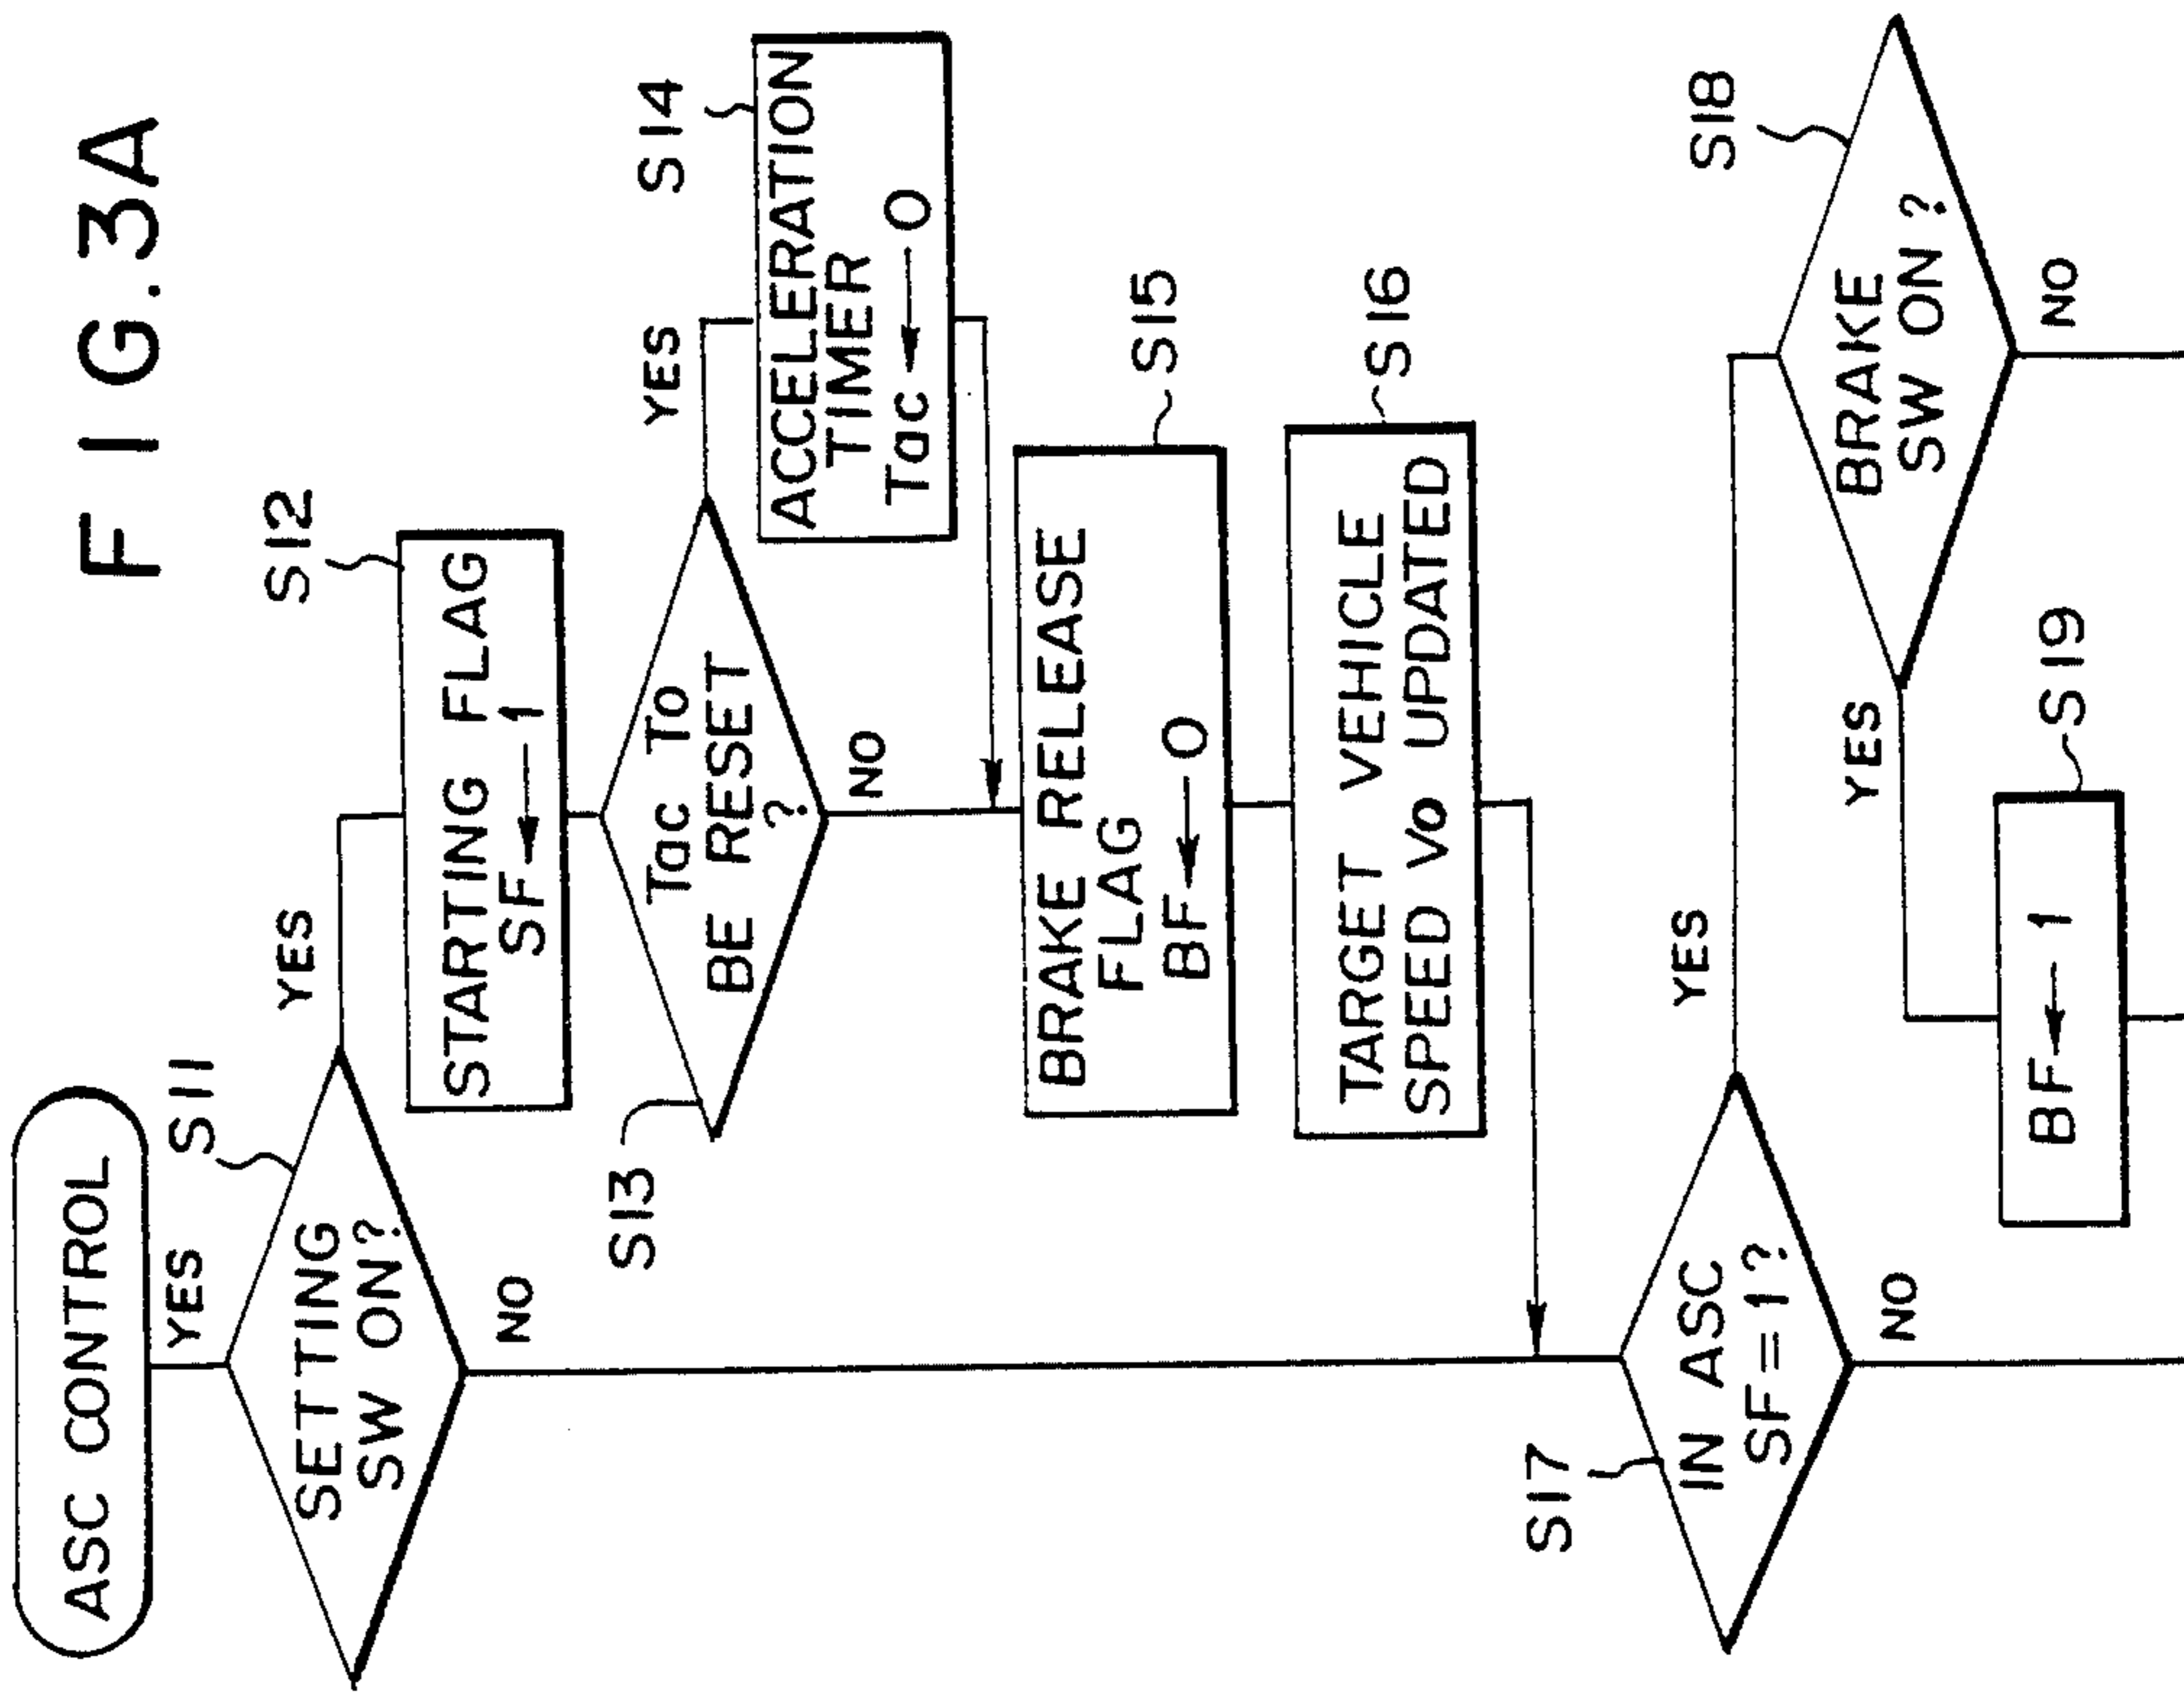 FIG.3A
ASC CONTROL
YES
S11
SETTING
SW ON?
YES
NO
S12
STARTING FLAG
SF ← 1
S13
Tac To
BE RESET
?
YES
NO
S14
ACCELERATION
TIMER
Tac ← 0
S15
BRAKE RELEASE
FLAG
BF ← 0
S16
TARGET VEHICLE
SPEED Vo UPDATED
S17
IN ASC
SF=1?
YES
NO
S18
BRAKE
SW ON?
YES
NO
S19
BF ← 1